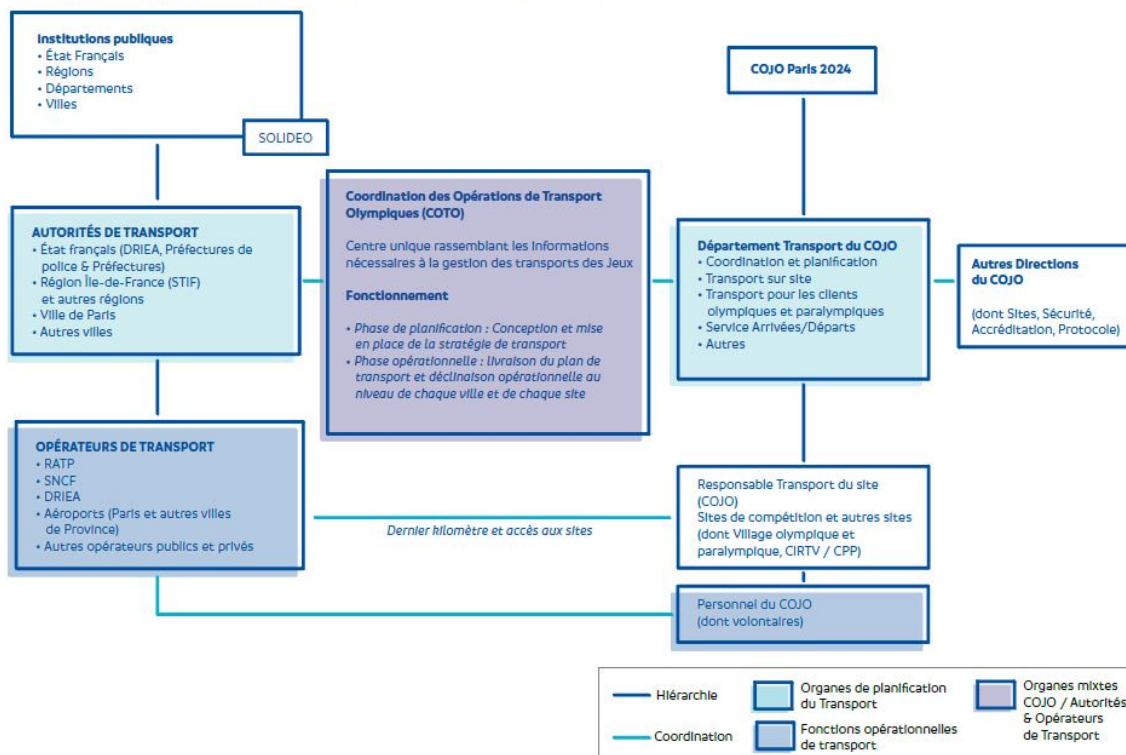 Institutions publiques
• État Français
• Régions
• Départements
• Villes
SOLIDEO
COJO Paris 2024
AUTORITÉS DE TRANSPORT
• État français (DRIEA, Préfectures de
police & Préfectures)
• Région Île-de-France (STIF)
et autres régions
• Ville de Paris
• Autres villes
Coordination des Opérations de Transport
Olympiques (COTO)
Centre unique rassemblant les informations
nécessaires à la gestion des transports des Jeux
Fonctionnement
• Phase de planification : Conception et mise
en place de la stratégie de transport
• Phase opérationnelle : livraison du plan de
transport et déclinaison opérationnelle au
niveau de chaque ville et de chaque site
Département Transport du COJO
• Coordination et planification
• Transport sur site
• Transport pour les clients
olympiques et paralympiques
• Service Arrivées/Départs
• Autres
Autres Directions
du COJO
(dont Sites, Sécurité,
Accréditation, Protocole)
OPÉRATEURS DE TRANSPORT
• RATP
• SNCF
• DRIEA
• Aéroports (Paris et autres villes
de Province)
• Autres opérateurs publics et privés
Dernier kilomètre et accès aux sites
Responsable Transport du site
(COJO)
Sites de compétition et autres sites
(dont Village olympique et
paralympique, CIRTV / CPP)
Personnel du COJO
(dont volontaires)
Hiérarchie
Coordination
Organes de planification
du Transport
Fonctions opérationnelles
de transport
Organes mixtes
COJO / Autorités
& Opérateurs
de Transport